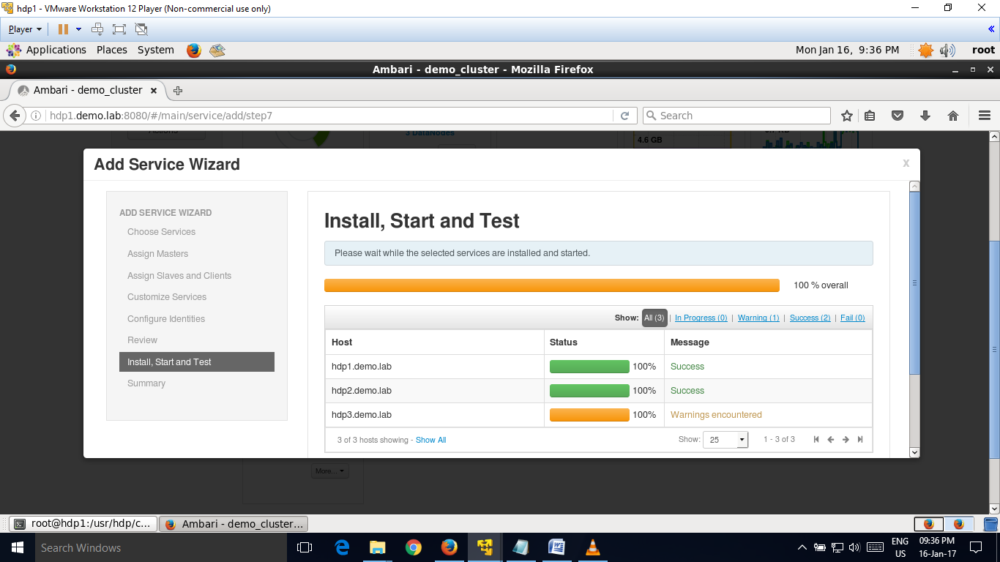 hdp1 - VMware Workstation 12 Player (Non-commercial use only)
Player
Applications Places System Mon Jan 16, 9:36 PM root
Ambari - demo_cluster - Mozilla Firefox
Ambari - demo_cluster
hdp1.demo.lab:8080/#/main/service/add/step7 Search
Actions 3 DataNodes
4.6 GB
Add Service Wizard x
ADD SERVICE WIZARD
Choose Services
Assign Masters
Assign Slaves and Clients
Customize Services
Configure Identities
Review
Install, Start and Test
Summary
Install, Start and Test
Please wait while the selected services are installed and started.
100 % overall
Show: All (3) | In Progress (0) | Warning (1) | Success (2) | Fail (0)
Host Status Message
hdp1.demo.lab 100% Success
hdp2.demo.lab 100% Success
hdp3.demo.lab 100% Warnings encountered
3 of 3 hosts showing - Show All Show: 25 1 - 3 of 3
More...
root@hdp1:/usr/hdp/c... Ambari - demo_cluster...
Search Windows
ENG 09:36 PM
US 16-Jan-17